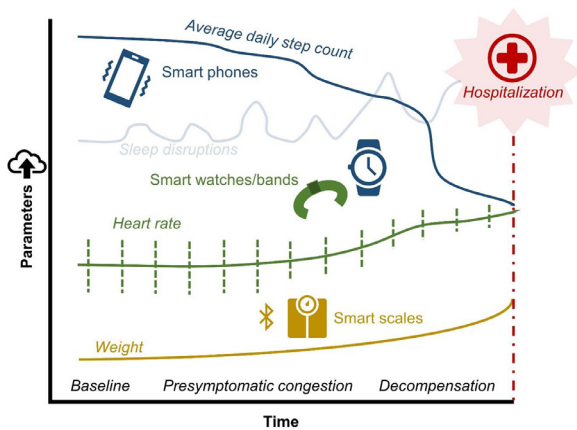 Average daily step count
Smart phones
Hospitalization
Sleep disruptions
Smart watches/bands
Heart rate
Parameters
Smart scales
Weight
Baseline Presymptomatic congestion Decompensation
Time